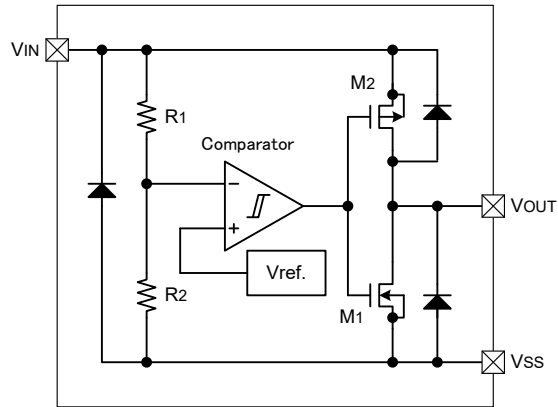 VIN
M2
R1
Comparator
−
VOUT
+
Vref.
R2
M1
VSS